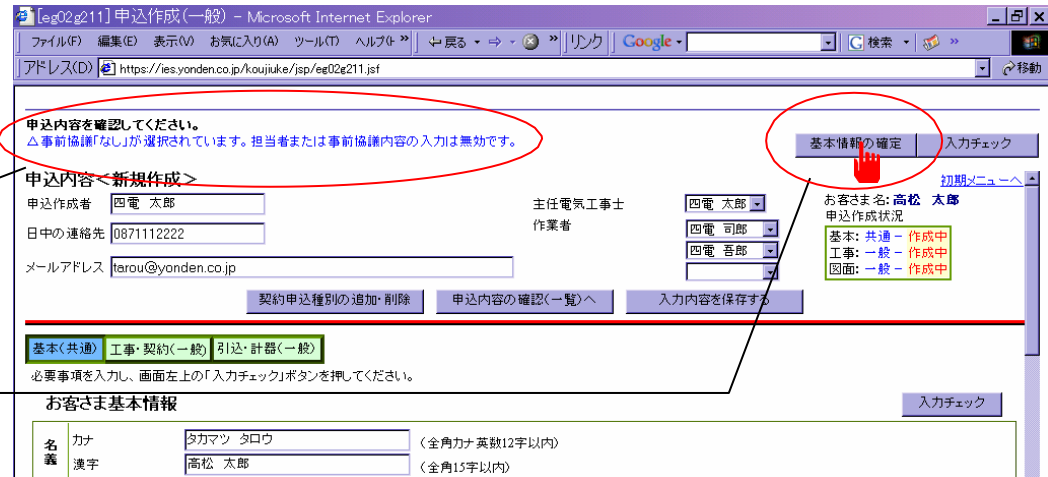 [eg02g211]申込作成(一般) - Microsoft Internet Explorer
ファイル(F) 編集(E) 表示(V) お気に入り(A) ツール(T) ヘルプ(H » 戻る » リンク Google 検索 »
アドレス(D) https://ies.yonden.co.jp/koujiuke/jsp/eg02g211.jsf 移動
申込内容を確認してください。
△事前協議「なし」が選択されています。担当者または事前協議内容の入力は無効です。
基本情報の確定 入力チェック
申込内容<新規作成>
初期メニューへ
申込作成者 四電 太郎 主任電気工事士 四電 太郎 お客さま名:高松 太郎
申込作成状況
日中の連絡先 0871112222 作業者 四電 司郎 基本: 共通 - 作成中
四電 吾郎 工事: 一般 - 作成中
メールアドレス tarou@yonden.co.jp 図面: 一般 - 作成中
契約申込種別の追加・削除 申込内容の確認(一覧)へ 入力内容を保存する
基本(共通) 工事・契約(一般) 引込・計器(一般)
必要事項を入力し、画面左上の「入力チェック」ボタンを押してください。
お客さま基本情報 入力チェック
名義 カナ タカマツ タロウ (全角カナ英数12字以内)
漢字 高松 太郎 (全角15字以内)